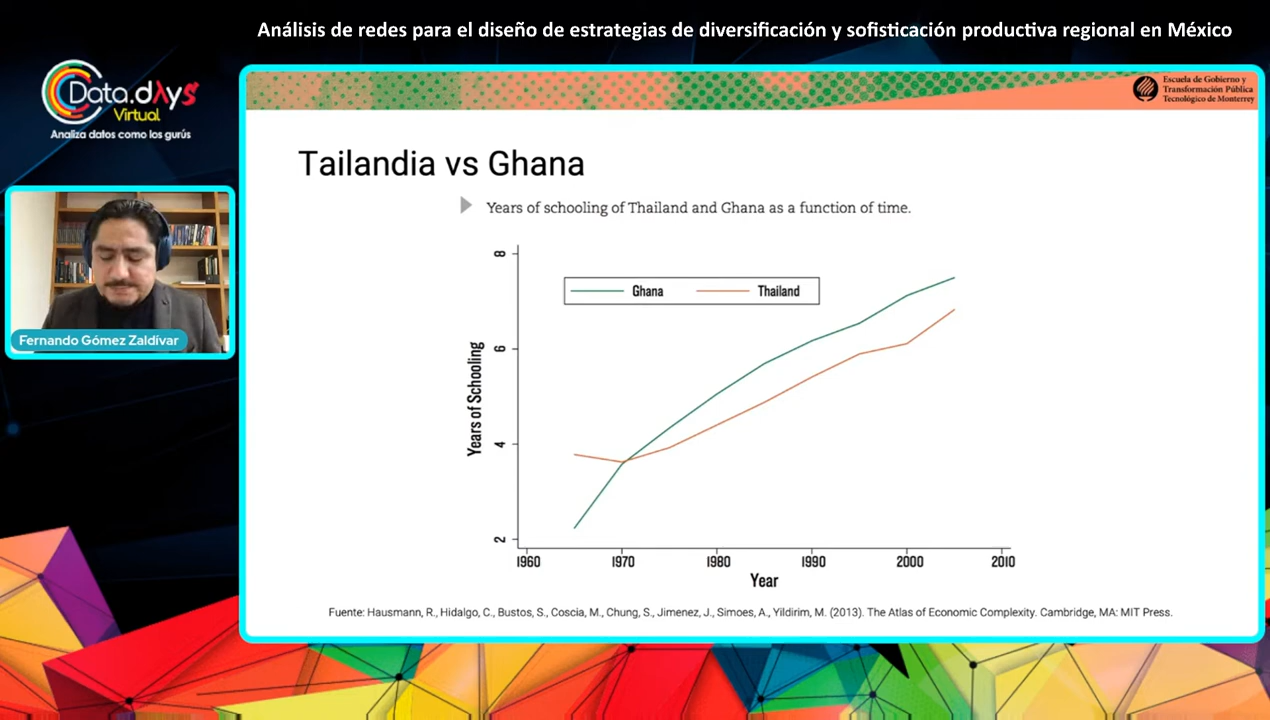 Análisis de redes para el diseño de estrategias de diversificación y sofisticación productiva regional en México
Data.dAys
Virtual
Analiza datos como los gurús
Escuela de Gobierno y
Transformación Pública
Tecnológico de Monterrey
Tailandia vs Ghana
Years of schooling of Thailand and Ghana as a function of time.
Fernando Gómez Zaldívar
Ghana
Thailand
Years of Schooling
8
6
4
2
1960
1970
1980
1990
2000
2010
Year
Fuente: Hausmann, R., Hidalgo, C., Bustos, S., Coscia, M., Chung, S., Jimenez, J., Simoes, A., Yildirim, M. (2013). The Atlas of Economic Complexity. Cambridge, MA: MIT Press.